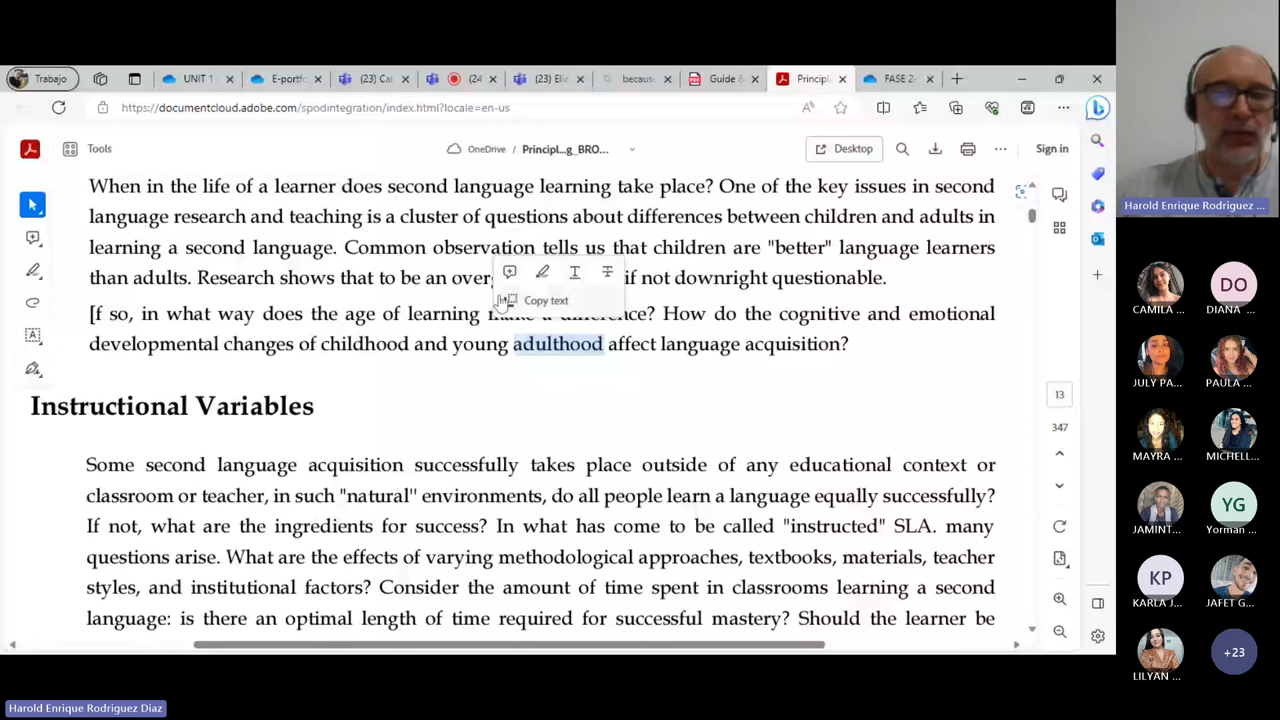 Trabajo
UNIT 1
E-portfo
(23) Cal
(24
(23) Eli
becaus
Guide &
Principl
FASE 2-
https://documentcloud.adobe.com/spodintegration/index.html?locale=en-us
Tools
OneDrive / Principl...g_BRO...
Desktop
Sign in
When in the life of a learner does second language learning take place? One of the key issues in second
language research and teaching is a cluster of questions about differences between children and adults in
learning a second language. Common observation tells us that children are "better" language learners
than adults. Research shows that to be an over if not downright questionable.
Copy text
[f so, in what way does the age of learning make a difference? How do the cognitive and emotional
developmental changes of childhood and young adulthood affect language acquisition?
Instructional Variables
Some second language acquisition successfully takes place outside of any educational context or
classroom or teacher, in such "natural" environments, do all people learn a language equally successfully?
If not, what are the ingredients for success? In what has come to be called "instructed" SLA. many
questions arise. What are the effects of varying methodological approaches, textbooks, materials, teacher
styles, and institutional factors? Consider the amount of time spent in classrooms learning a second
language: is there an optimal length of time required for successful mastery? Should the learner be
13
347
Harold Enrique Rodriguez ...
CAMILA ...
DO
DIANA ...
JULY PA...
PAULA ...
MAYRA ...
MICHELL...
JAMINT...
YG
Yorman ...
KP
KARLA J...
JAFET G...
LILYAN ...
+23
Harold Enrique Rodriguez Diaz